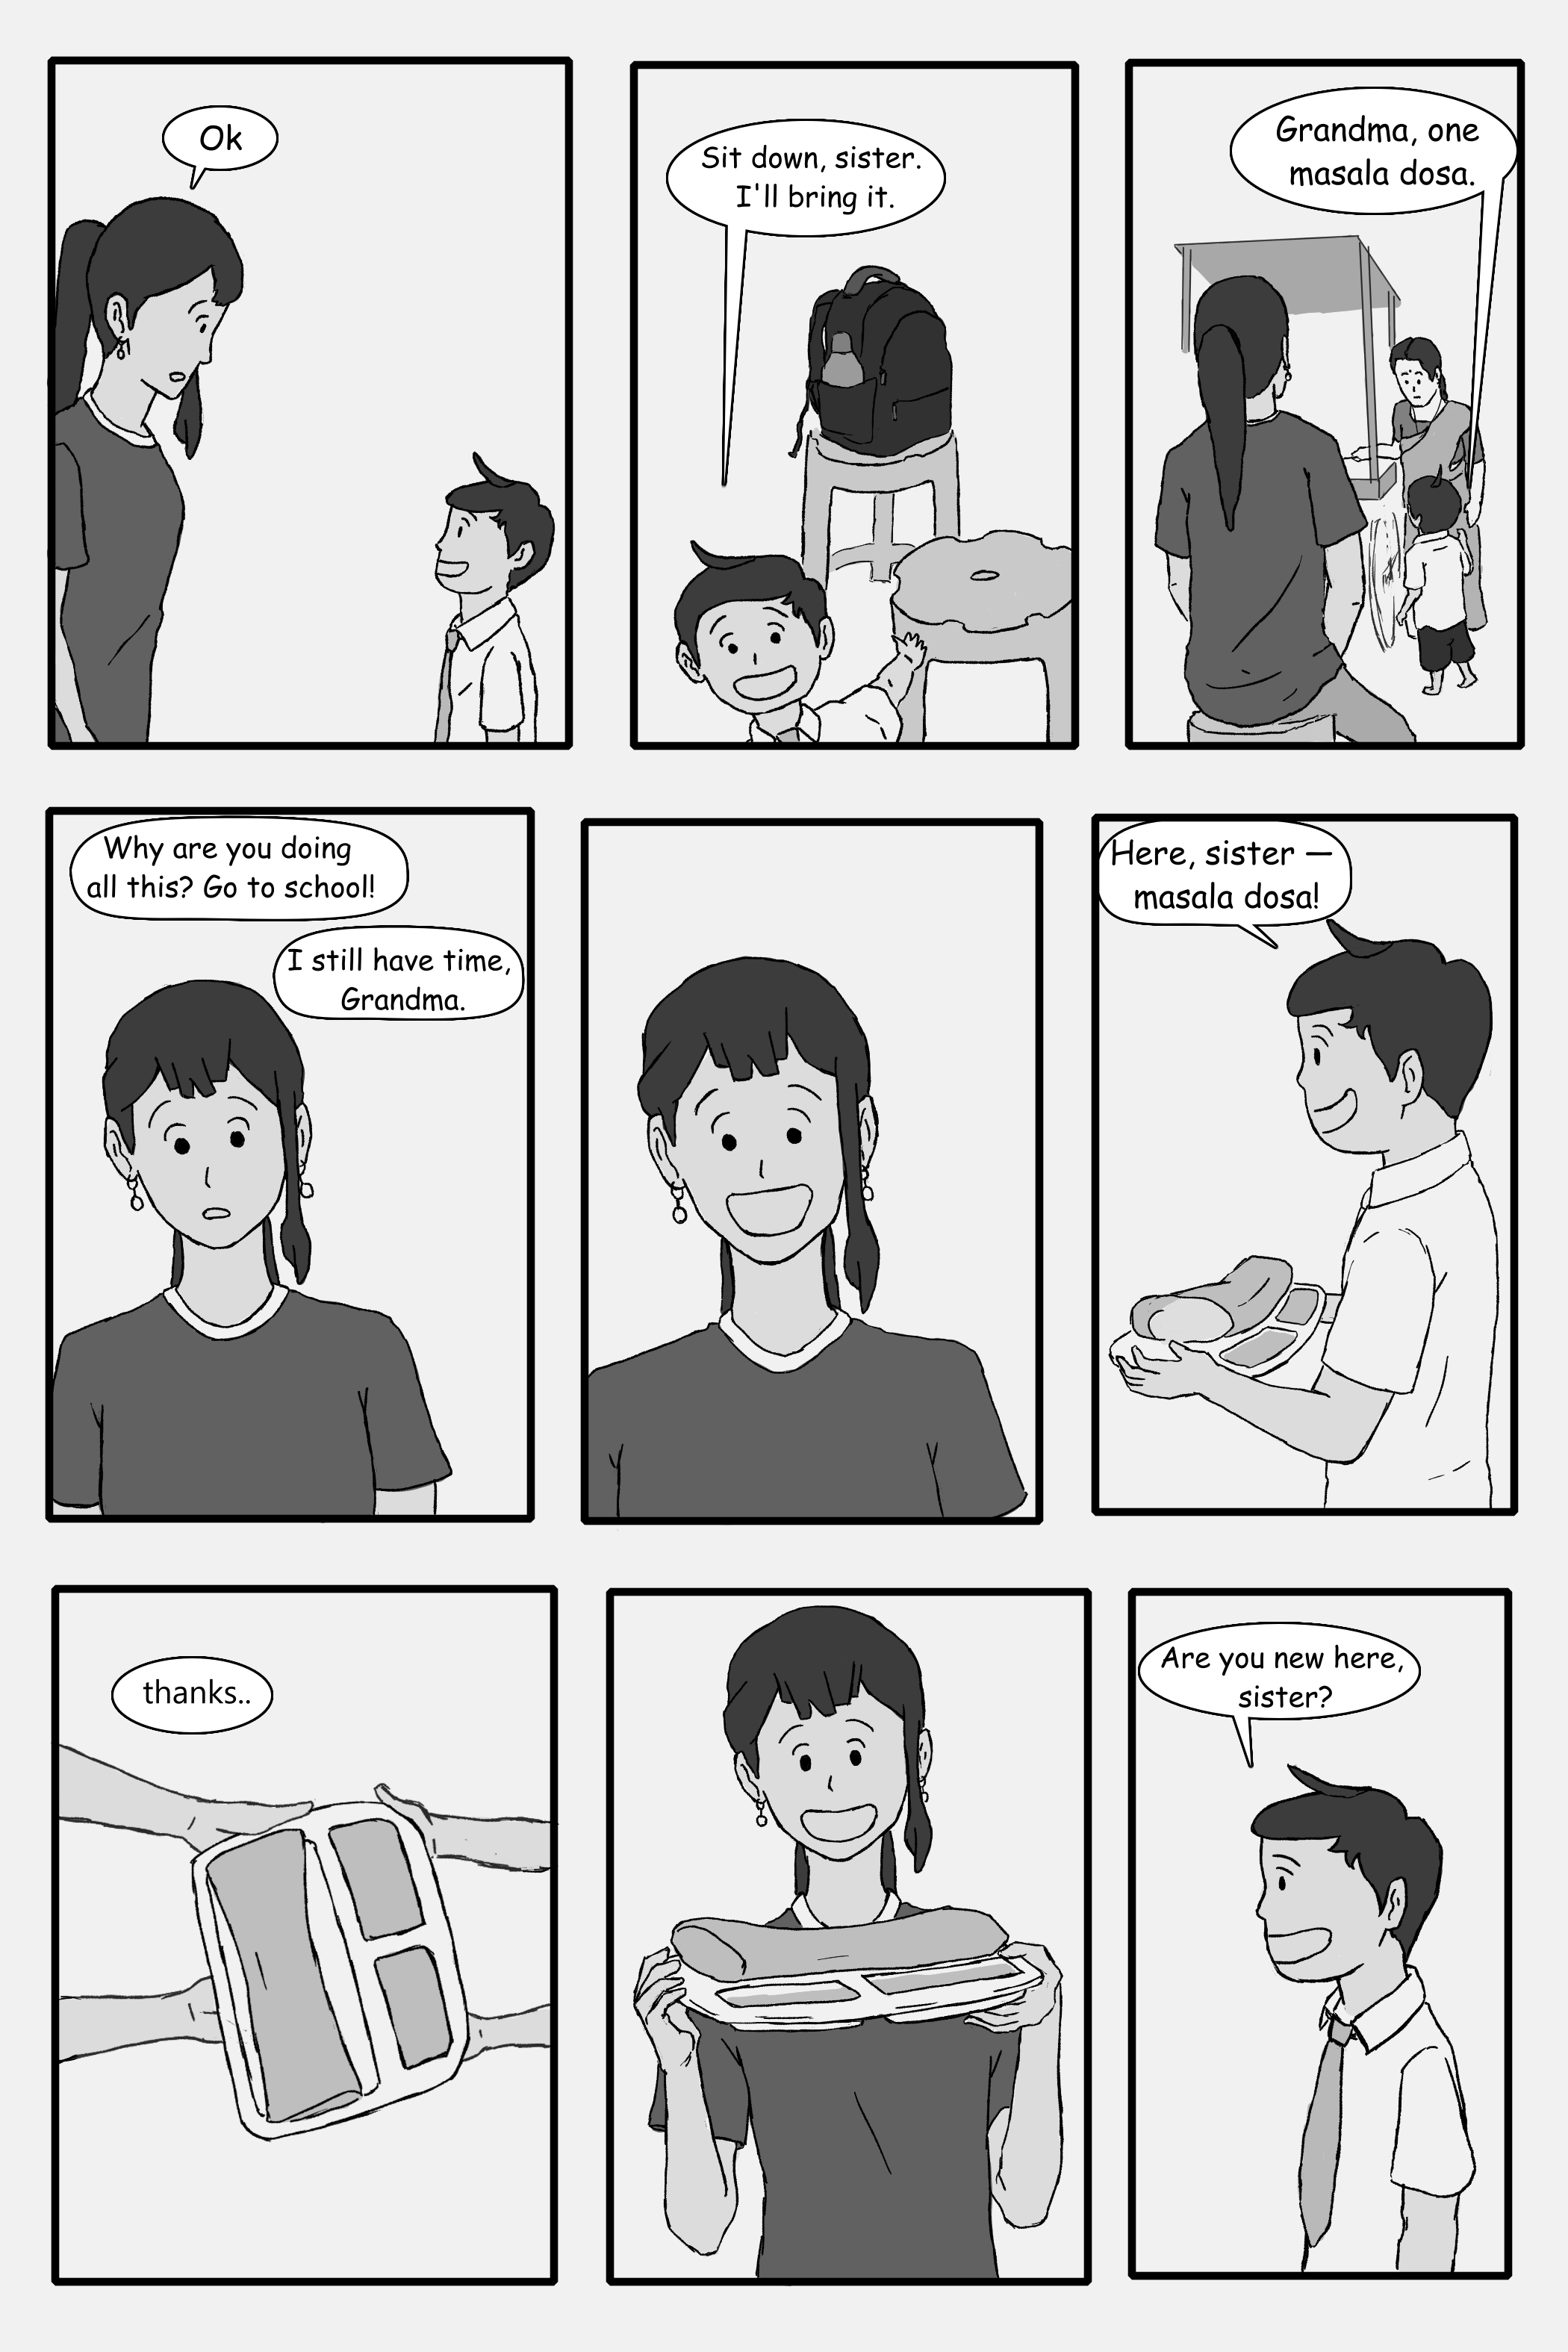 Ok
Sit down, sister.
I'll bring it.
Grandma, one
masala dosa.
Why are you doing
all this? Go to school!
I still have time,
Grandma.
Here, sister —
masala dosa!
thanks..
Are you new here,
sister?